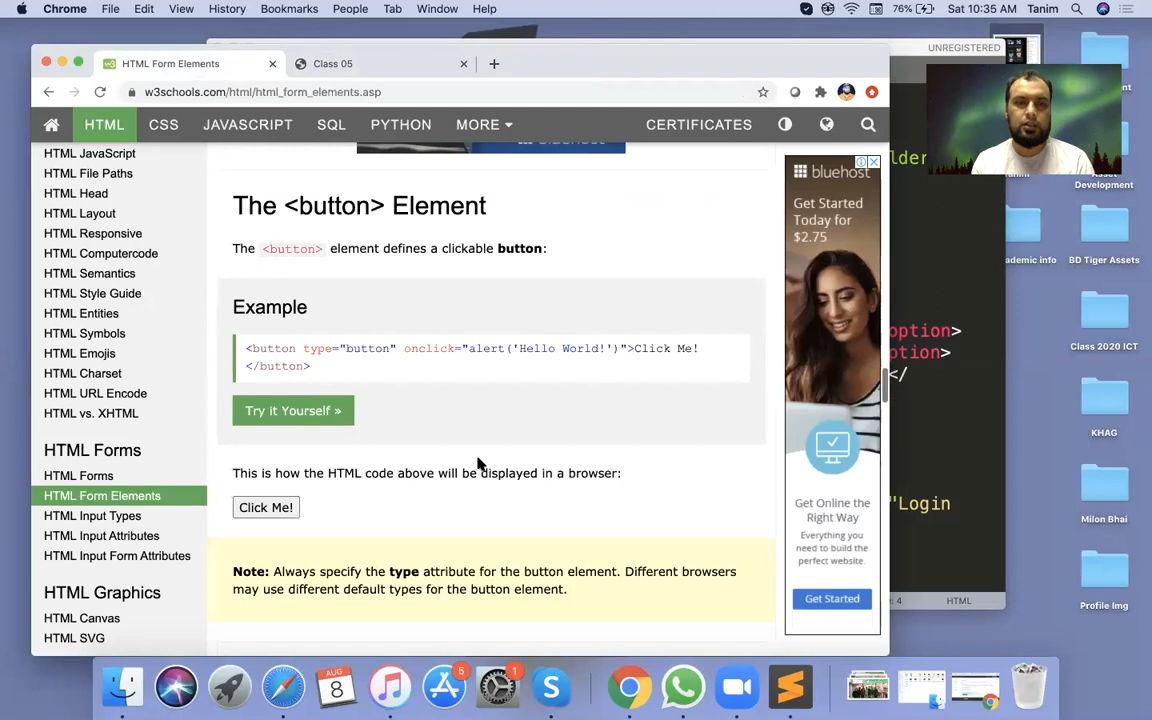 Chrome File Edit View History Bookmarks People Tab Window Help
76% Sat 10:35 AM Tanim
UNREGISTERED
HTML Form Elements
Class 05
w3schools.com/html/html_form_elements.asp
HTML CSS JAVASCRIPT SQL PYTHON MORE CERTIFICATES
HTML JavaScript
HTML File Paths
HTML Head
HTML Layout
HTML Responsive
HTML Computercode
HTML Semantics
HTML Style Guide
HTML Entities
HTML Symbols
HTML Emojis
HTML Charset
HTML URL Encode
HTML vs. XHTML
HTML Forms
HTML Forms
HTML Form Elements
HTML Input Types
HTML Input Attributes
HTML Input Form Attributes
HTML Graphics
HTML Canvas
HTML SVG
The <button> Element
The <button> element defines a clickable button:
Example
<button type="button" onclick="alert('Hello World!')">Click Me!
</button>
Try it Yourself »
This is how the HTML code above will be displayed in a browser:
Click Me!
Note: Always specify the type attribute for the button element. Different browsers
may use different default types for the button element.
bluehost
Get Started
Today for
$2.75
Get Online the
Right Way
Everything you
need to build the
perfect website.
Get Started
lder
option>
ption>
</
"Login
: 4 HTML
Asset
Development
ademic info
BD Tiger Assets
Class 2020 ICT
KHAG
Milon Bhai
Profile Img
AUG
8
5
1